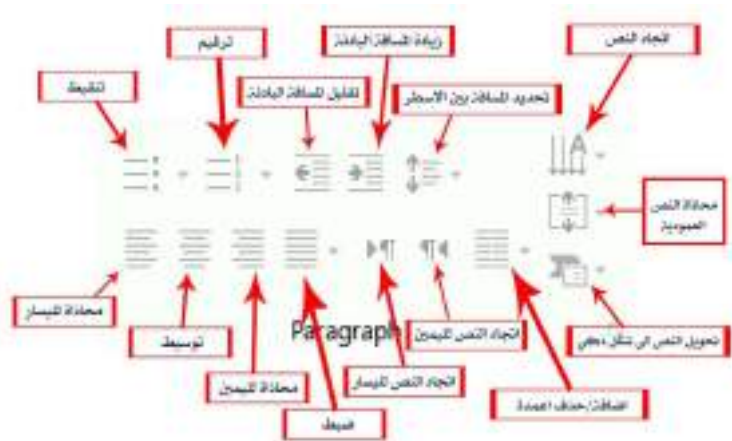 اتجاه النص
زيادة المسافة البادئة
ترقيم
تنقيط
تقليل المسافة البادئة
تحديد المسافة بين الاسطر
محاذاة النص
العمودية
محاذاة لليسار
توسيط
Paragraph
اتجاه النص لليمين
تحويل النص الى شكل ذكي
محاذاة لليمين
اتجاه النص لليسار
اضافة/حذف اعمدة
ضبط